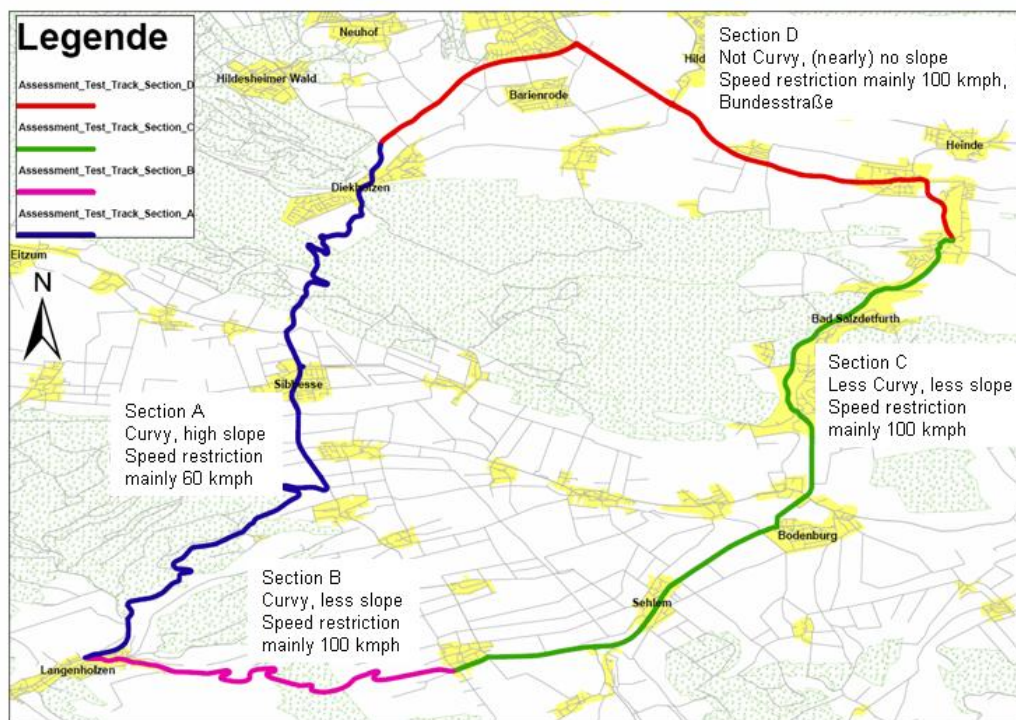 Legende
Assessment_Test_Track_Section_D
Assessment_Test_Track_Section_C
Assessment_Test_Track_Section_B
Assessment_Test_Track_Section_A
Neuhof
Hildesheimer Wald
Barienrode
Section D
Not Curvy, (nearly) no slope
Speed restriction mainly 100 kmph,
Bundesstraße
Heinde
Diekholzen
Eitzum
N
Bad Salzdetfurth
Sibbesse
Section C
Less Curvy, less slope
Speed restriction
mainly 100 kmph
Section A
Curvy, high slope
Speed restriction
mainly 60 kmph
Bodenburg
Section B
Curvy, less slope
Speed restriction
mainly 100 kmph
Sehlem
Langenholzen